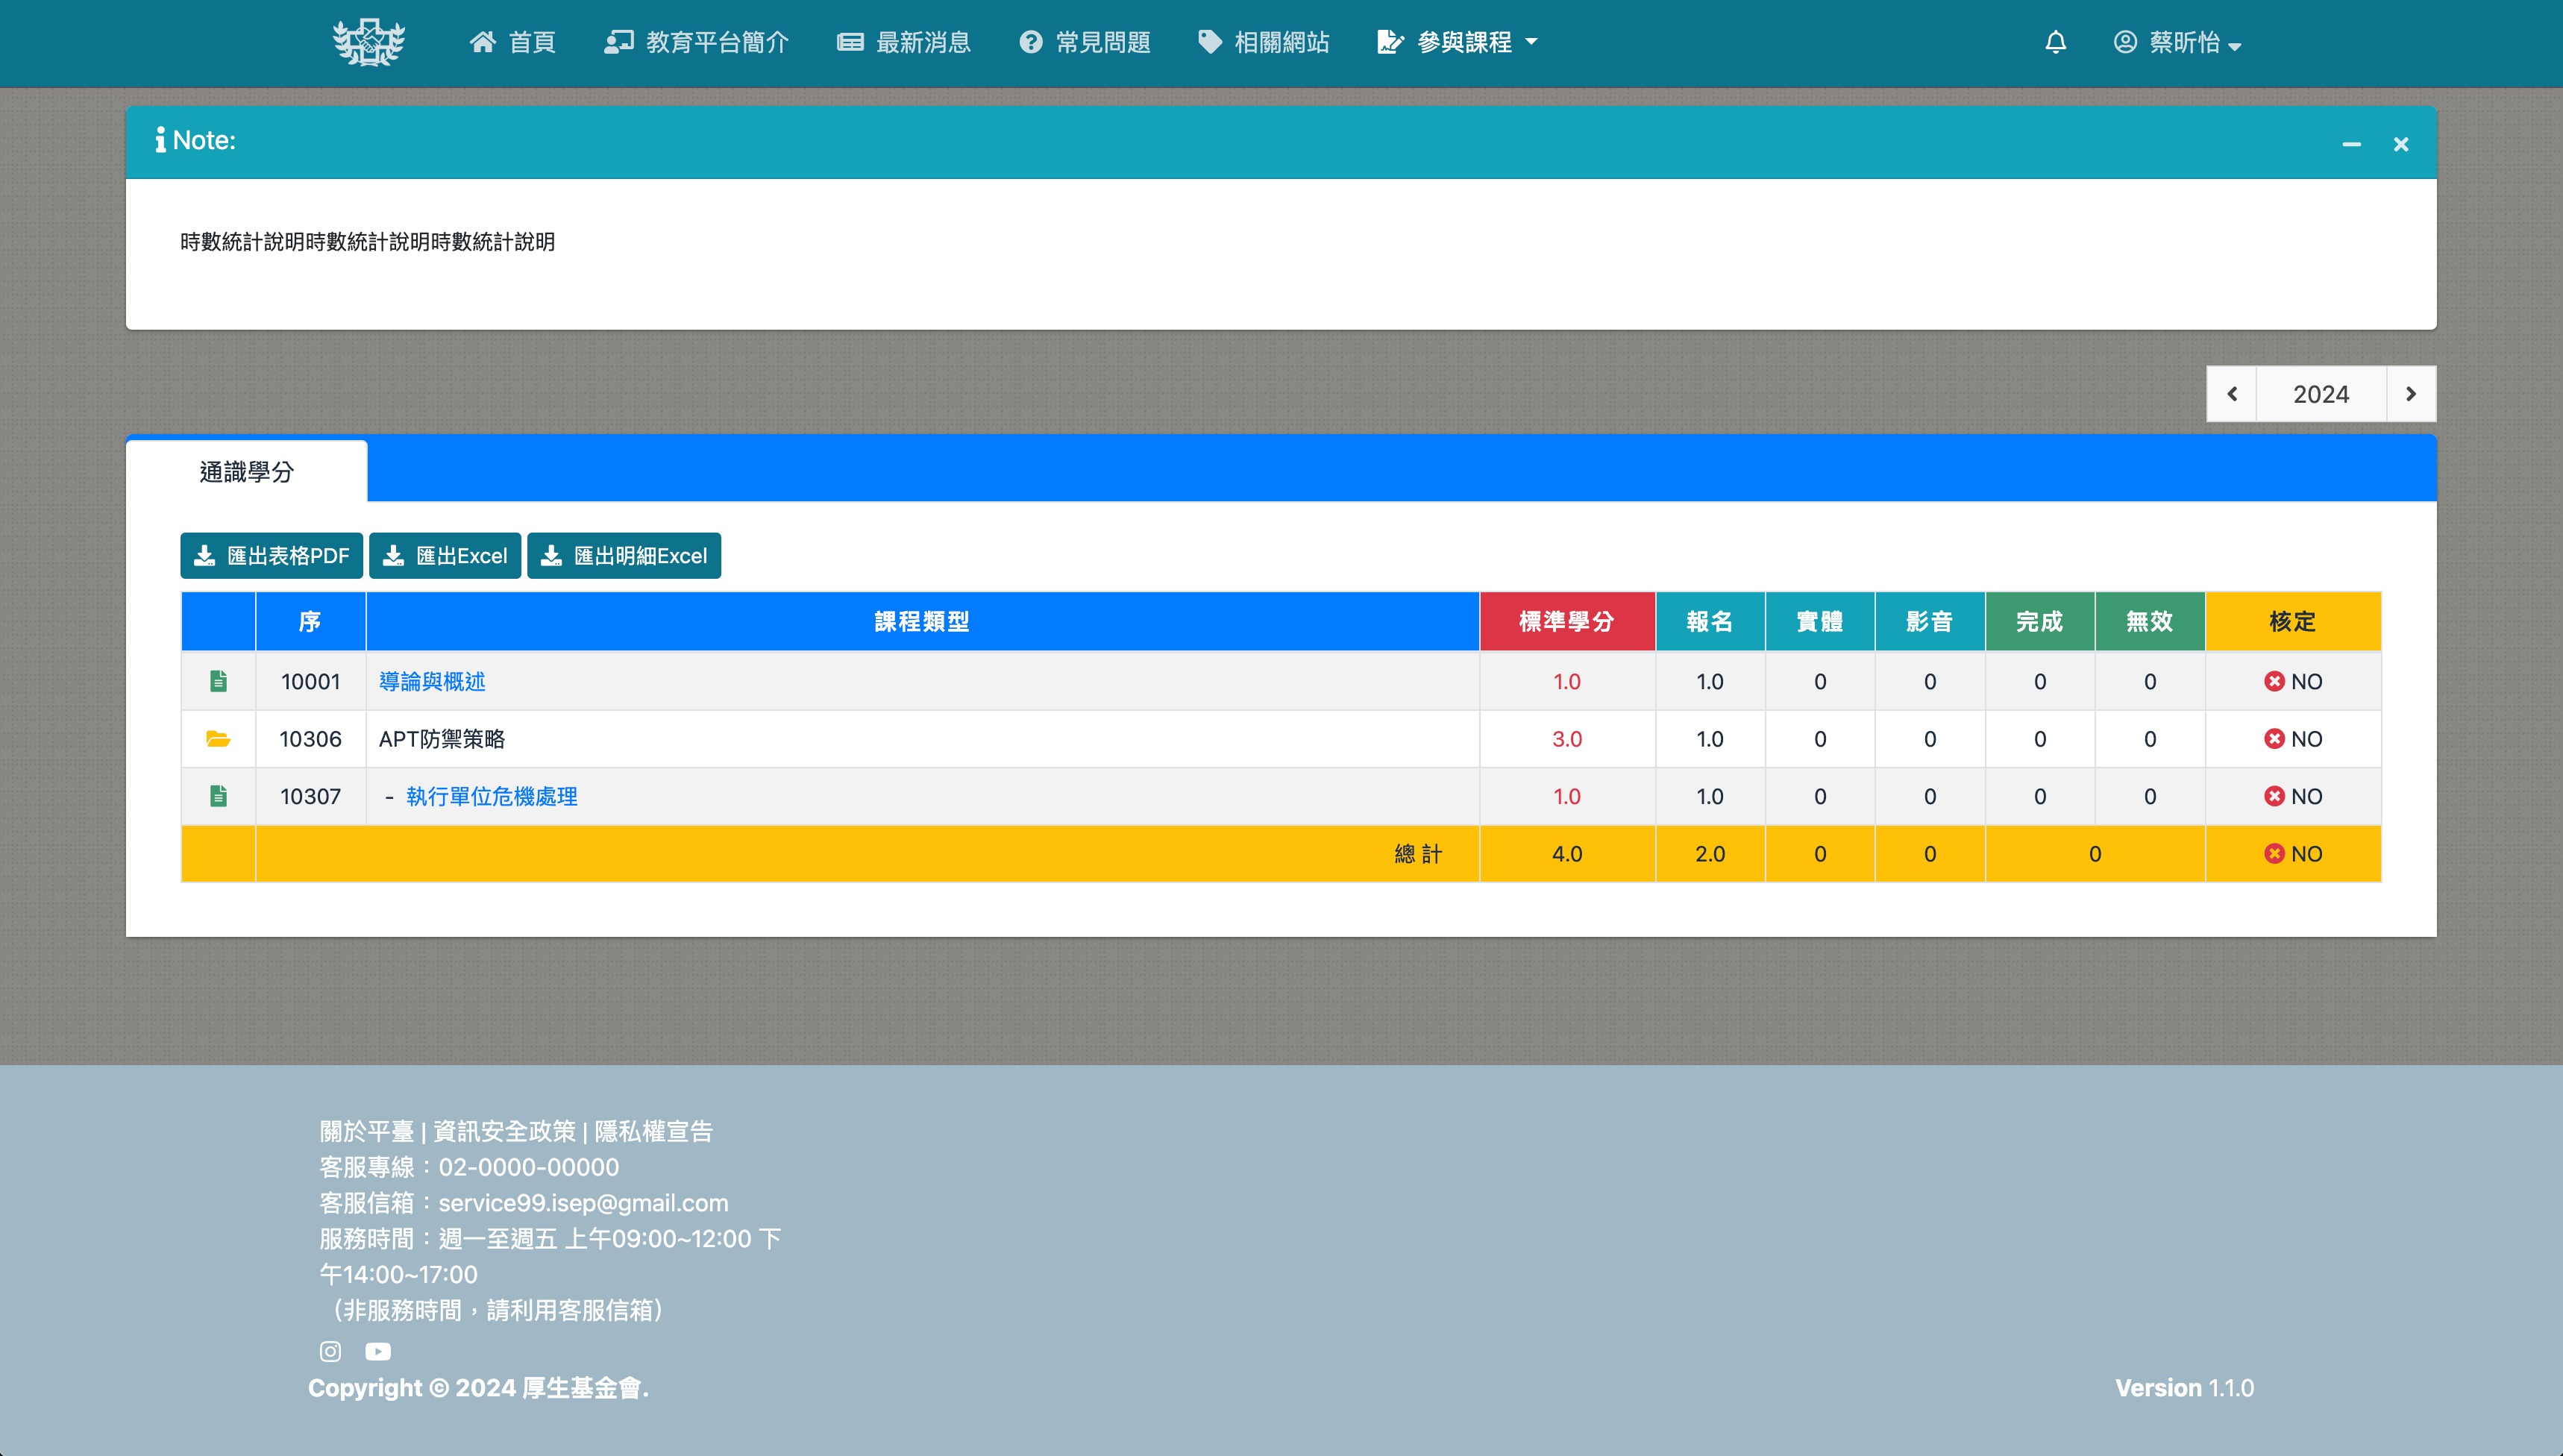 首頁 教育平台簡介 最新消息 常見問題 相關網站 參與課程 蔡昕怡
Note:
時數統計說明時數統計說明時數統計說明
2024
通識學分
匯出表格PDF 匯出Excel 匯出明細Excel
序 課程類型 標準學分 報名 實體 影音 完成 無效 核定
10001 導論與概述 1.0 1.0 0 0 0 0 NO
10306 APT防禦策略 3.0 1.0 0 0 0 0 NO
10307 - 執行單位危機處理 1.0 1.0 0 0 0 0 NO
總計 4.0 2.0 0 0 0 NO
關於平臺 | 資訊安全政策 | 隱私權宣告
客服專線：02-0000-00000
客服信箱：service99.isep@gmail.com
服務時間：週一至週五 上午09:00~12:00 下
午14:00~17:00
（非服務時間，請利用客服信箱）
Copyright © 2024 厚生基金會. Version 1.1.0